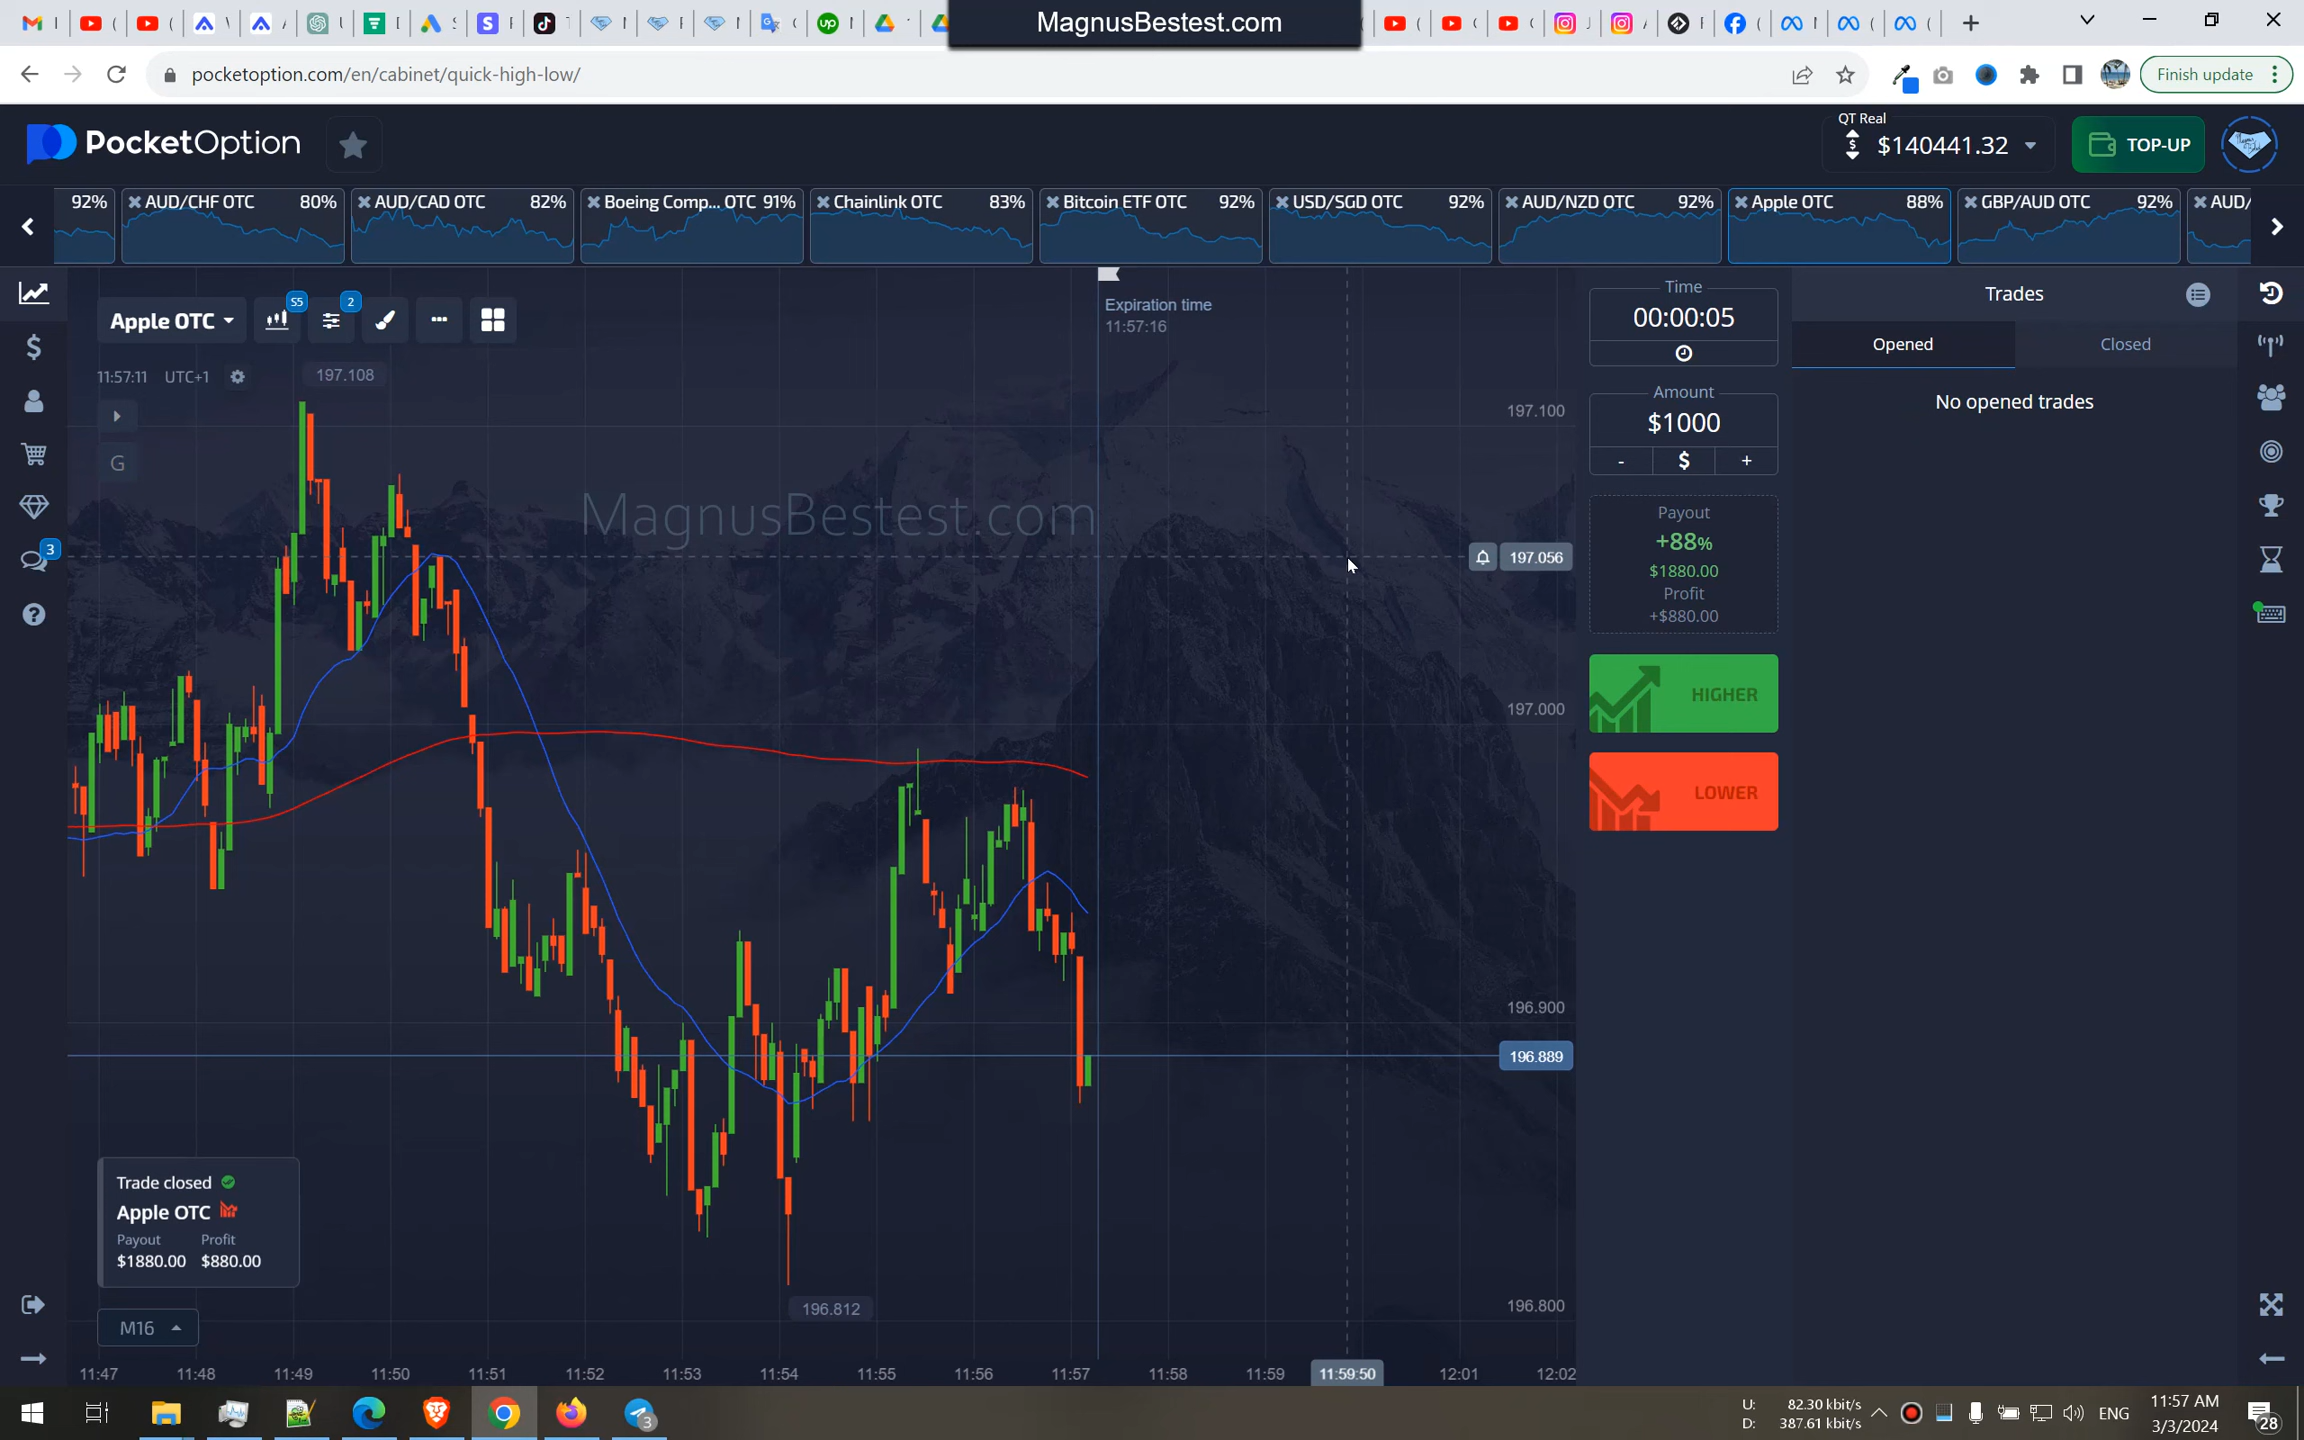 MagnusBestest.com
pocketoption.com/en/cabinet/quick-high-low/
Finish update
PocketOption
QT Real
$140441.32
TOP-UP
92%
AUD/CHF OTC 80%
AUD/CAD OTC 82%
Boeing Comp... OTC 91%
Chainlink OTC 83%
Bitcoin ETF OTC 92%
USD/SGD OTC 92%
AUD/NZD OTC 92%
Apple OTC 88%
GBP/AUD OTC 92%
AUD/
Apple OTC
S5
2
Expiration time
11:57:16
11:57:11 UTC+1
197.108
G
MagnusBestest.com
197.100
197.056
197.000
196.900
196.889
196.812
196.800
Time
00:00:05
Amount
$1000
- $ +
Payout
+88%
$1880.00
Profit
+$880.00
HIGHER
LOWER
Trades
Opened Closed
No opened trades
3
Trade closed
Apple OTC
Payout Profit
$1880.00 $880.00
M16
11:47 11:48 11:49 11:50 11:51 11:52 11:53 11:54 11:55 11:56 11:57 11:58 11:59 11:59:50 12:01 12:02
3
U: 82.30 kbit/s
D: 387.61 kbit/s
ENG
11:57 AM
3/3/2024
28